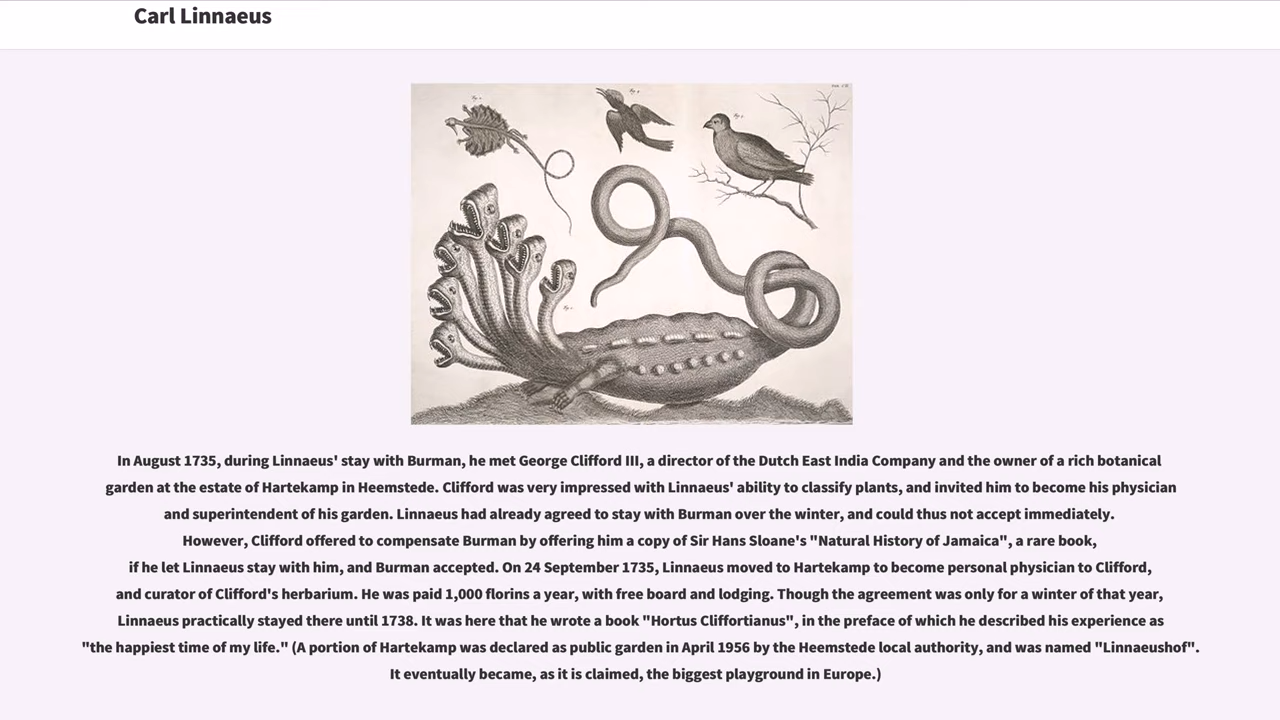 Carl Linnaeus
In August 1735, during Linnaeus' stay with Burman, he met George Clifford III, a director of the Dutch East India Company and the owner of a rich botanical
garden at the estate of Hartekamp in Heemstede. Clifford was very impressed with Linnaeus' ability to classify plants, and invited him to become his physician
and superintendent of his garden. Linnaeus had already agreed to stay with Burman over the winter, and could thus not accept immediately.
However, Clifford offered to compensate Burman by offering him a copy of Sir Hans Sloane's "Natural History of Jamaica", a rare book,
if he let Linnaeus stay with him, and Burman accepted. On 24 September 1735, Linnaeus moved to Hartekamp to become personal physician to Clifford,
and curator of Clifford's herbarium. He was paid 1,000 florins a year, with free board and lodging. Though the agreement was only for a winter of that year,
Linnaeus practically stayed there until 1738. It was here that he wrote a book "Hortus Cliffortianus", in the preface of which he described his experience as
"the happiest time of my life." (A portion of Hartekamp was declared as public garden in April 1956 by the Heemstede local authority, and was named "Linnaeushof".
It eventually became, as it is claimed, the biggest playground in Europe.)